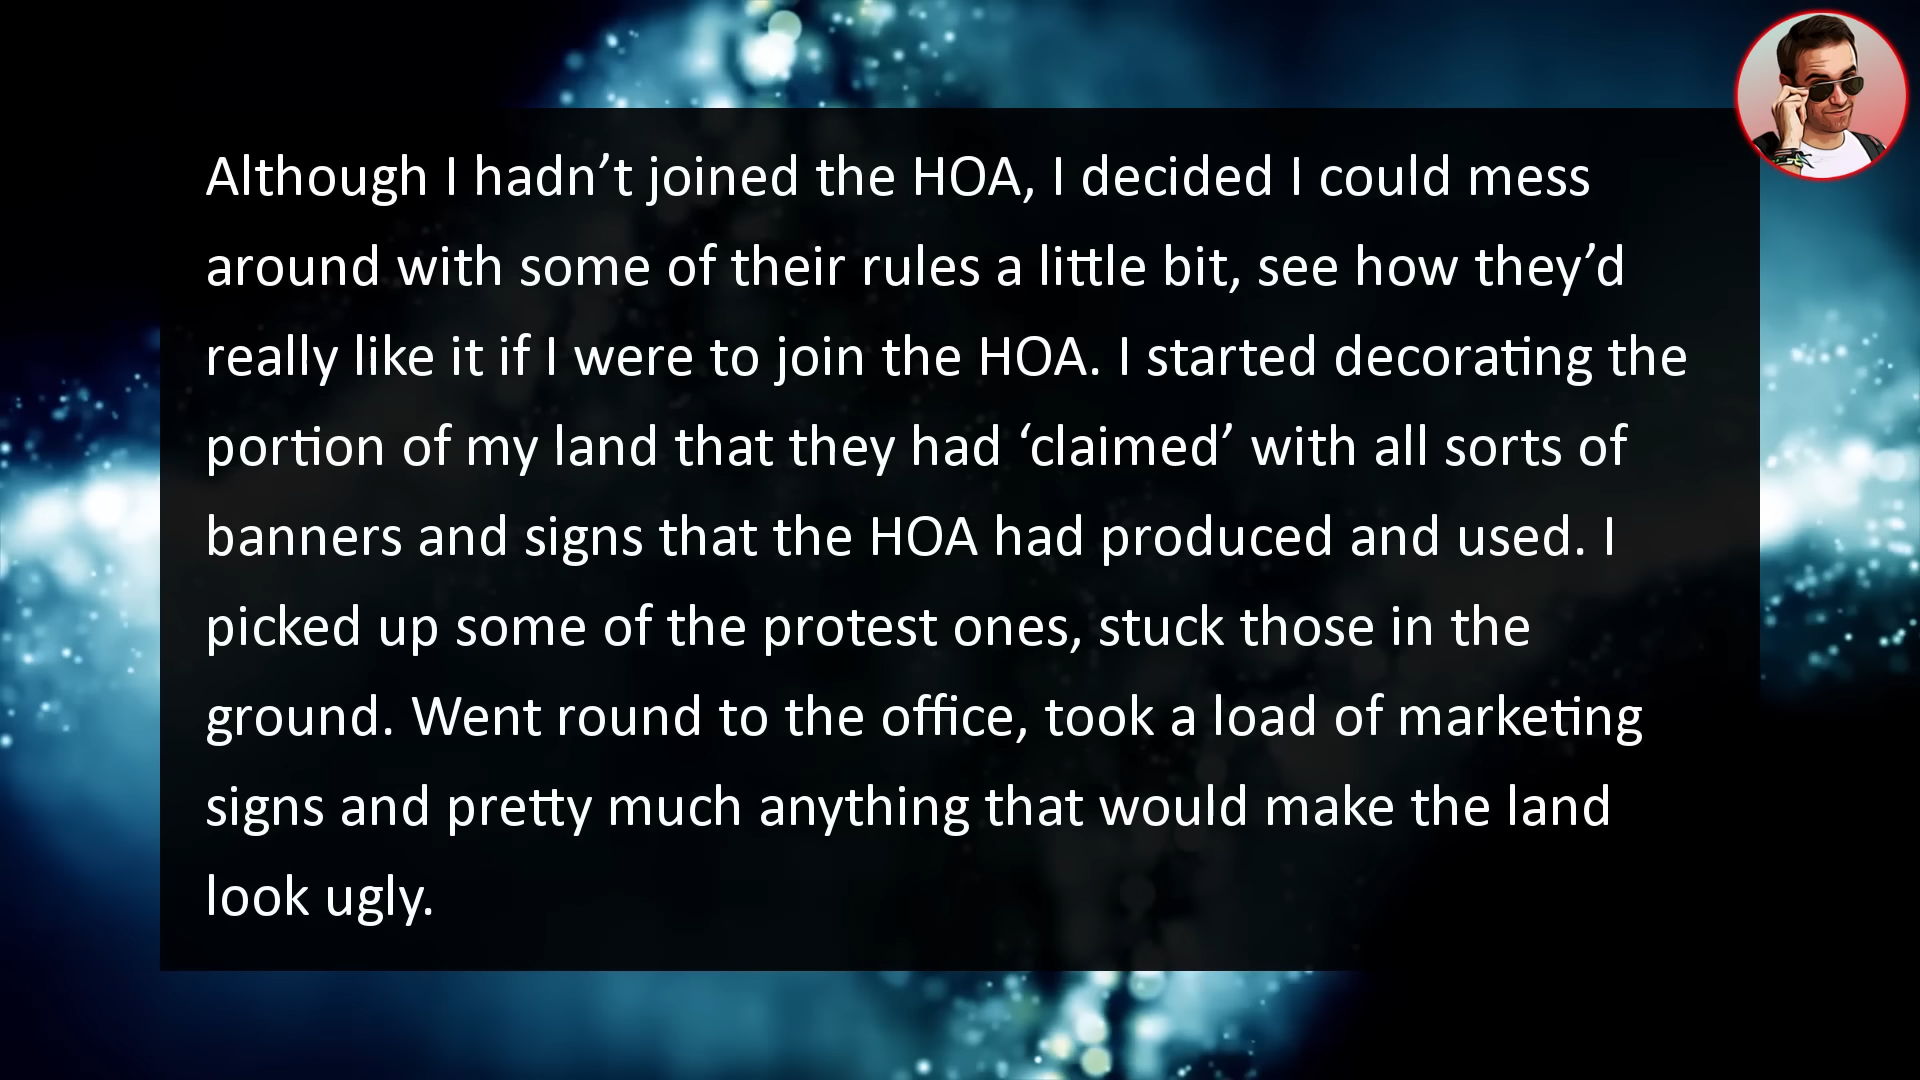 Although I hadn’t joined the HOA, I decided I could mess
around with some of their rules a little bit, see how they’d
really like it if I were to join the HOA. I started decorating the
portion of my land that they had ‘claimed’ with all sorts of
banners and signs that the HOA had produced and used. I
picked up some of the protest ones, stuck those in the
ground. Went round to the office, took a load of marketing
signs and pretty much anything that would make the land
look ugly.